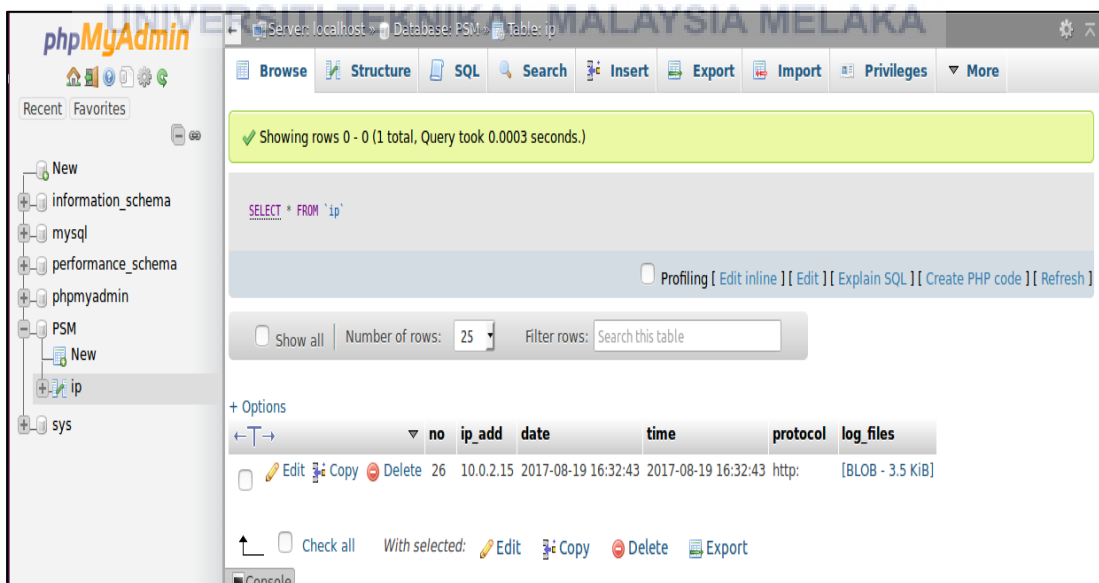 UNIVERSITI TEKNIKAL MALAYSIA MELAKA
phpMyAdmin
Recent Favorites
New
information_schema
mysql
performance_schema
phpmyadmin
PSM
New
ip
sys
Server: localhost » Database: PSM » Table: ip
Browse Structure SQL Search Insert Export Import Privileges More
Showing rows 0 - 0 (1 total, Query took 0.0003 seconds.)
SELECT * FROM `ip`
Profiling [ Edit inline ] [ Edit ] [ Explain SQL ] [ Create PHP code ] [ Refresh ]
Show all Number of rows: 25 Filter rows: Search this table
+ Options
←T→ no ip_add date time protocol log_files
Edit Copy Delete 26 10.0.2.15 2017-08-19 16:32:43 2017-08-19 16:32:43 http: [BLOB - 3.5 KiB]
Check all With selected: Edit Copy Delete Export
Console